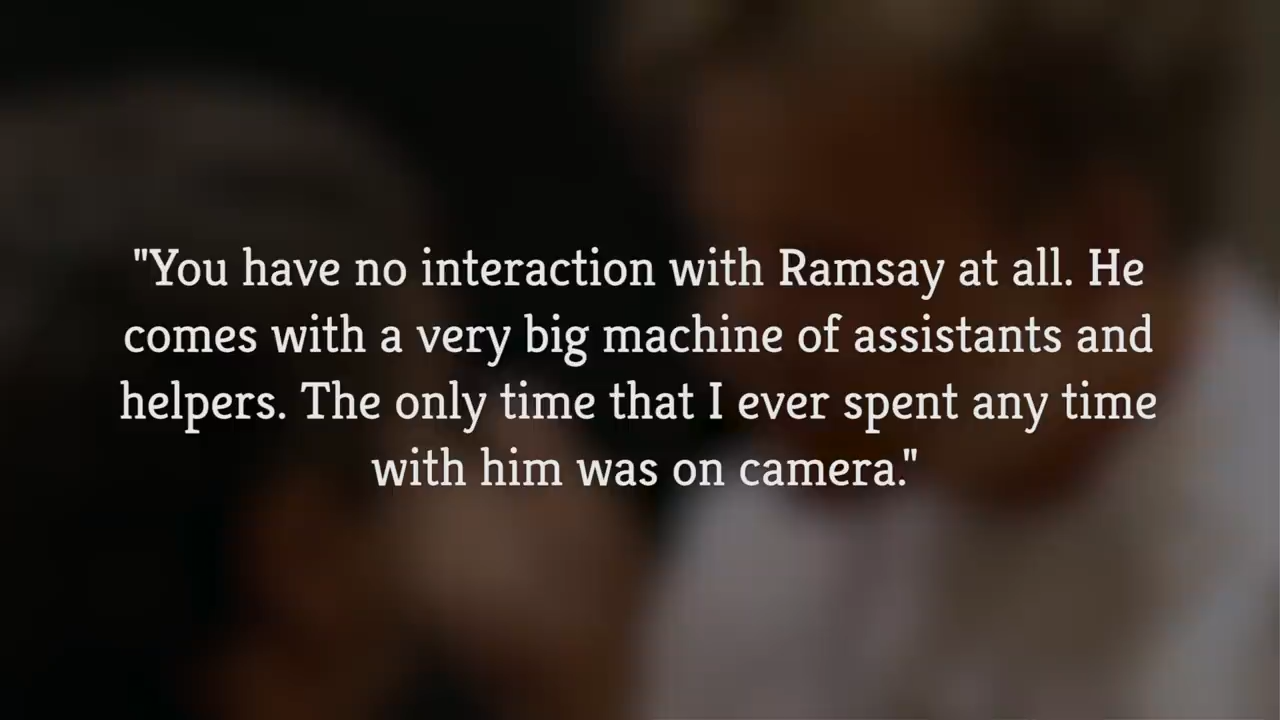 "You have no interaction with Ramsay at all. He
comes with a very big machine of assistants and
helpers. The only time that I ever spent any time
with him was on camera."